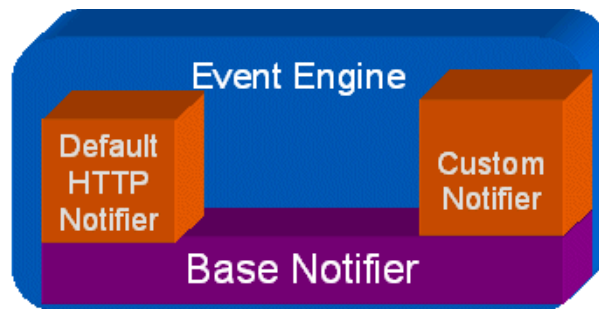 Event Engine
Default
HTTP
Notifier
Custom
Notifier
Base Notifier